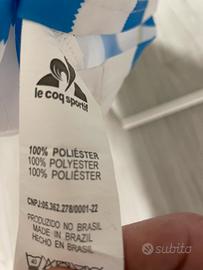 le coq sportif
100% POLIÉSTER
100% POLYESTER
100% POLIÉSTER
CNPJ:05.362.278/0001-22
PRODUZIDO NO BRASIL
MADE IN BRAZIL
HECHO EN BRASIL
40
subito